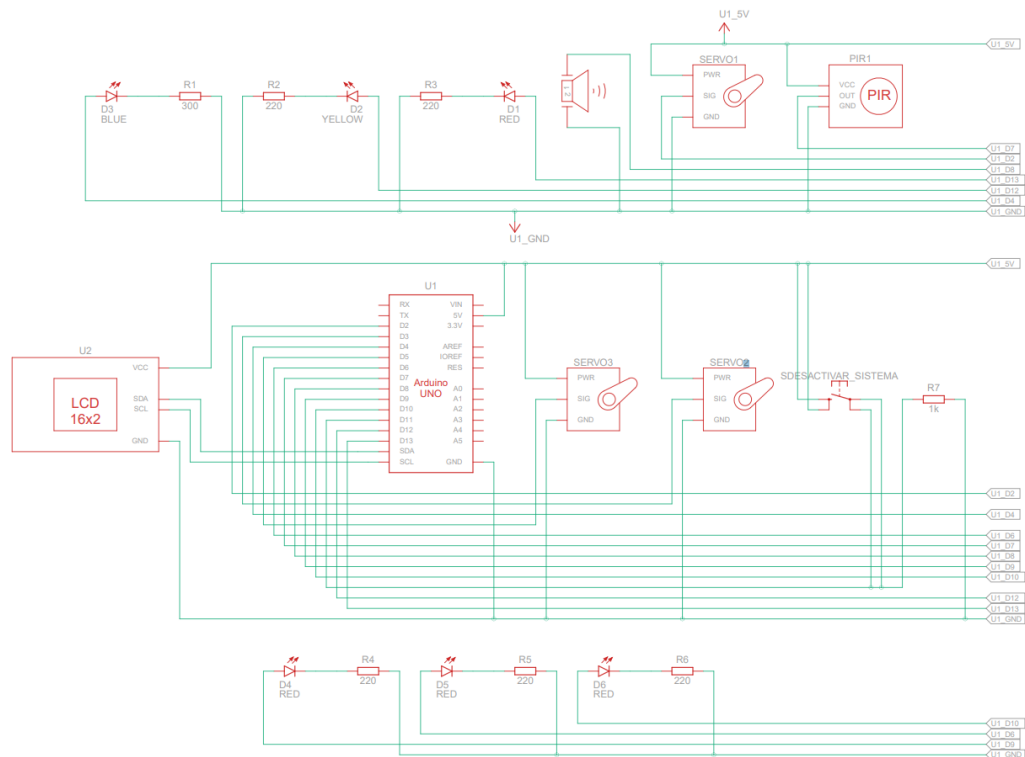 U1_5V
U1_5V
SERVO1
PIR1
PWR
SIG
GND
VCC
OUT
GND
PIR
D3
BLUE
R1
300
R2
220
D2
YELLOW
R3
220
D1
RED
1 2
U1_D7
U1_D2
U1_D8
U1_D13
U1_D12
U1_D4
U1_GND
U1_GND
U1_5V
U1
RX
TX
D2
D3
D4
D5
D6
D7
D8
D9
D10
D11
D12
D13
SDA
SCL
VIN
5V
3.3V
AREF
IOREF
RES
A0
A1
A2
A3
A4
A5
GND
Arduino
UNO
U2
LCD
16x2
VCC
SDA
SCL
GND
SERVO3
PWR
SIG
GND
SERVO2
PWR
SIG
GND
SDESACTIVAR_SISTEMA
R7
1k
U1_D2
U1_D4
U1_D6
U1_D7
U1_D8
U1_D9
U1_D10
U1_D12
U1_D13
U1_GND
D4
RED
R4
220
D5
RED
R5
220
D6
RED
R6
220
U1_D10
U1_D6
U1_D9
U1_GND